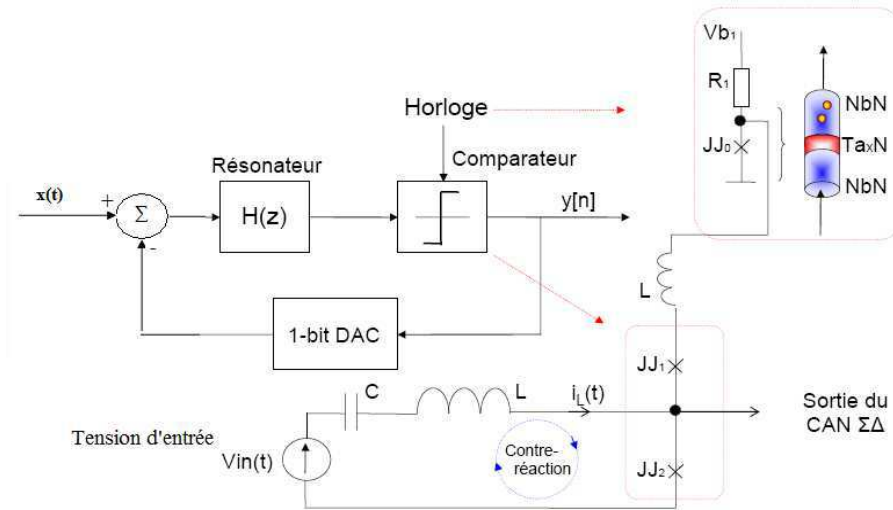 Vb₁
R₁
JJ₀
NbN
TaxN
NbN
Horloge
Résonateur
Comparateur
x(t)
+
Σ
-
H(z)
y[n]
1-bit DAC
L
JJ₁
C
L
iL(t)
Sortie du
CAN ΣΔ
Tension d'entrée
Vin(t)
Contre-
réaction
JJ₂